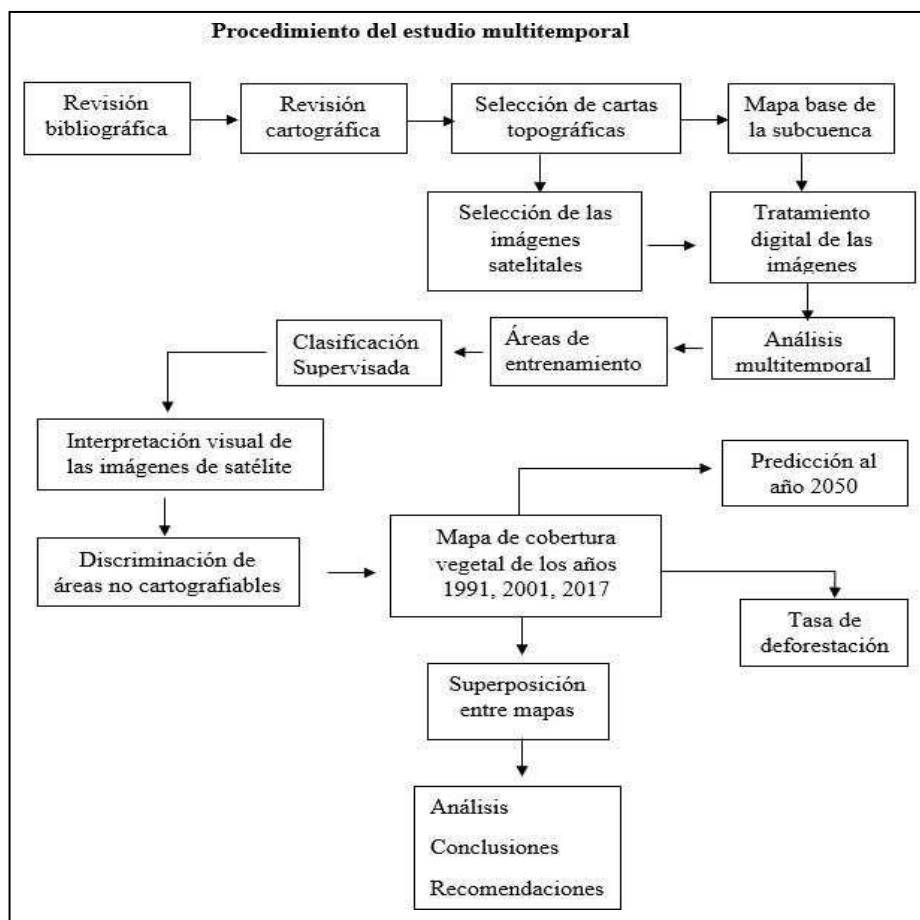 Procedimiento del estudio multitemporal
Revisión
bibliográfica
Revisión
cartográfica
Selección de cartas
topográficas
Mapa base de
la subcuenca
Selección de las
imágenes
satelitales
Tratamiento
digital de las
imágenes
Clasificación
Supervisada
Áreas de
entrenamiento
Análisis
multitemporal
Interpretación visual de
las imágenes de satélite
Predicción al
año 2050
Discriminación de
áreas no cartografiables
Mapa de cobertura
vegetal de los años
1991, 2001, 2017
Tasa de
deforestación
Superposición
entre mapas
Análisis
Conclusiones
Recomendaciones